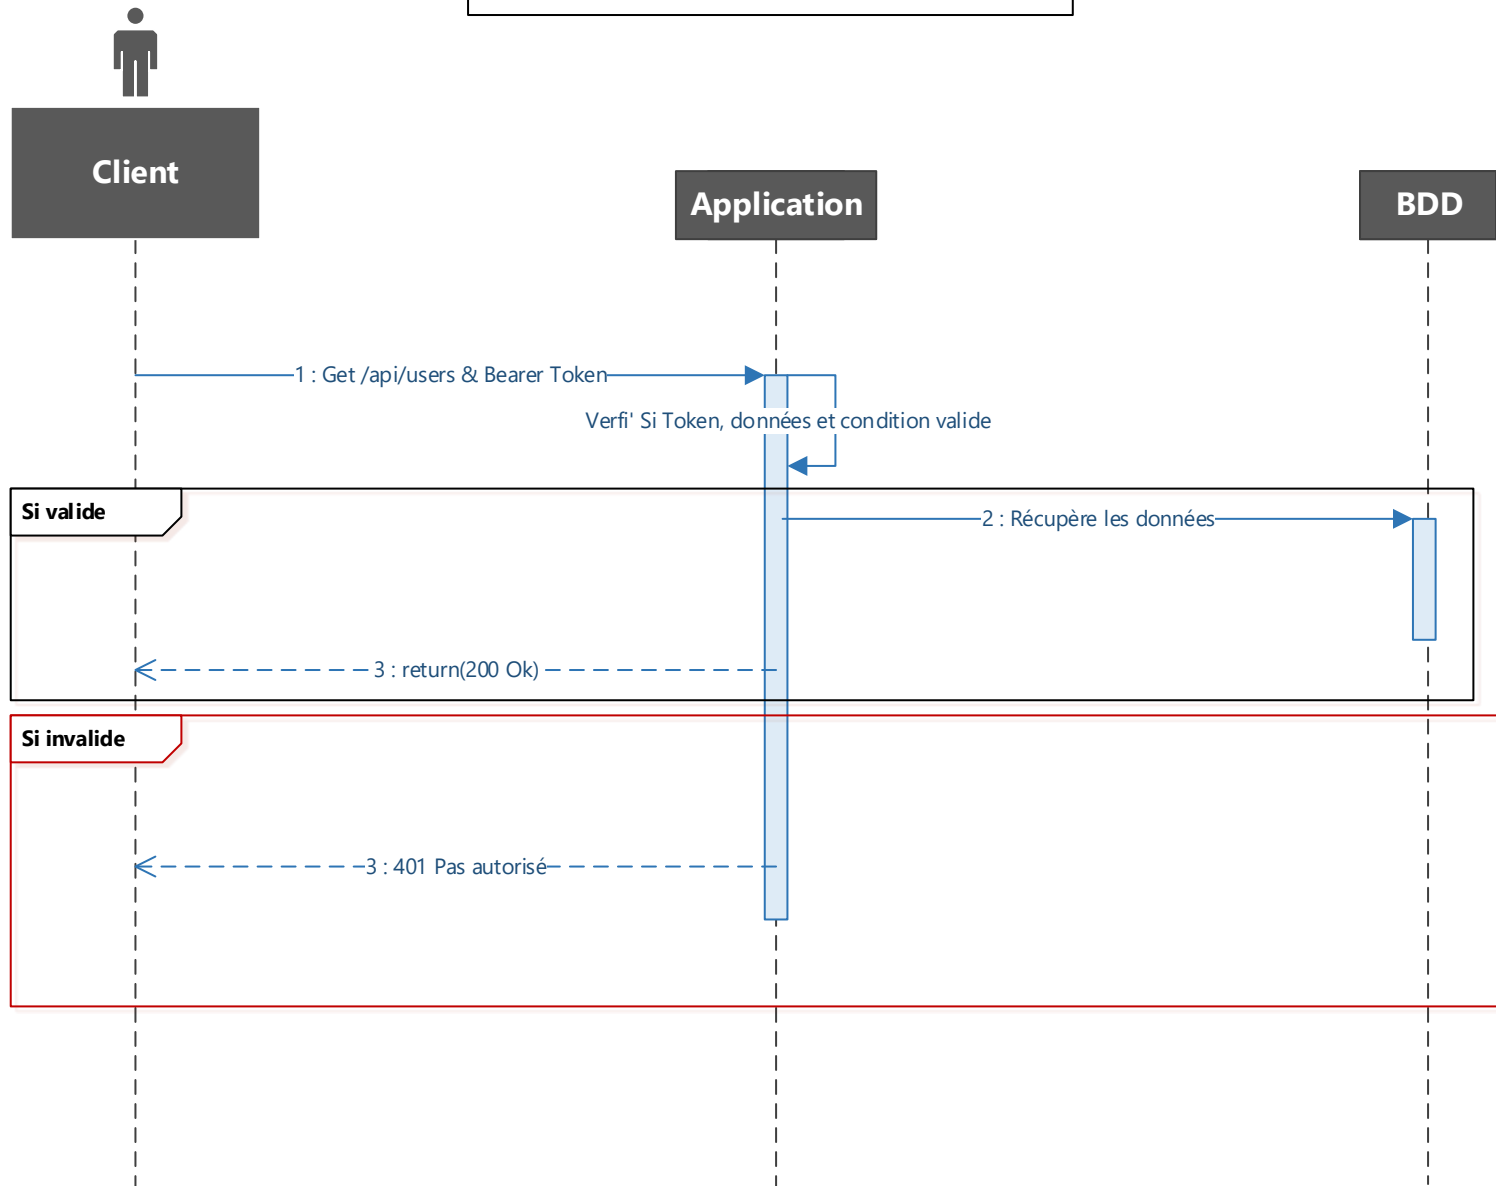 Client
Application
BDD
1 : Get /api/users & Bearer Token
Verfi' Si Token, données et condition valide
Si valide
2 : Récupère les données
3 : return(200 Ok)
Si invalide
3 : 401 Pas autorisé